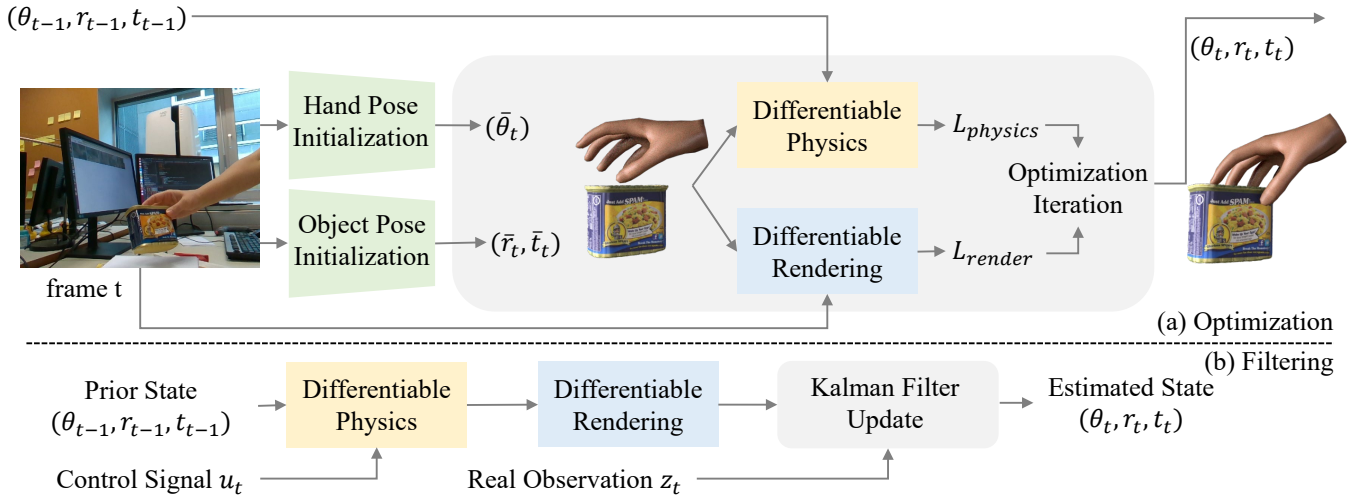 (θ_{t−1}, r_{t−1}, t_{t−1})
(θ_t, r_t, t_t)
Hand Pose
Initialization
(θ̄_t)
Differentiable
Physics
L_{physics}
Optimization
Iteration
Object Pose
Initialization
(r̄_t, t̄_t)
SPAM
Differentiable
Rendering
L_{render}
SPAM
frame t
(a) Optimization
(b) Filtering
Prior State
(θ_{t−1}, r_{t−1}, t_{t−1})
Differentiable
Physics
Differentiable
Rendering
Kalman Filter
Update
Estimated State
(θ_t, r_t, t_t)
Control Signal u_t
Real Observation z_t